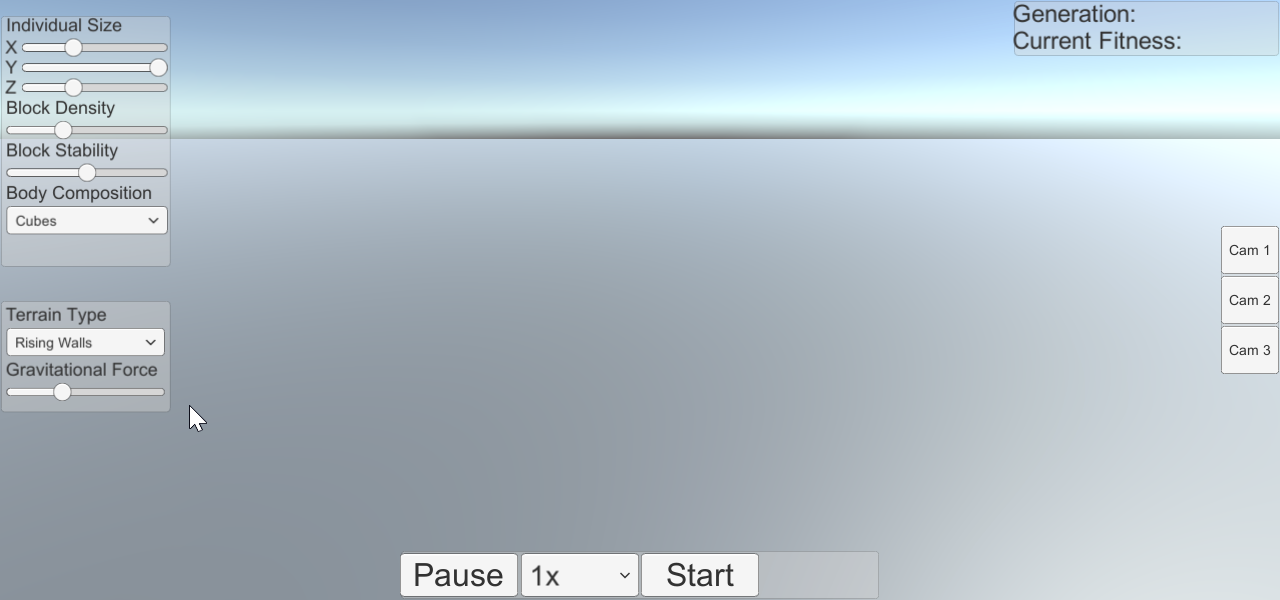 Individual Size
X
Y
Z
Block Density
Block Stability
Body Composition
Cubes
Terrain Type
Rising Walls
Gravitational Force
Generation:
Current Fitness:
Cam 1
Cam 2
Cam 3
Pause
1x
Start